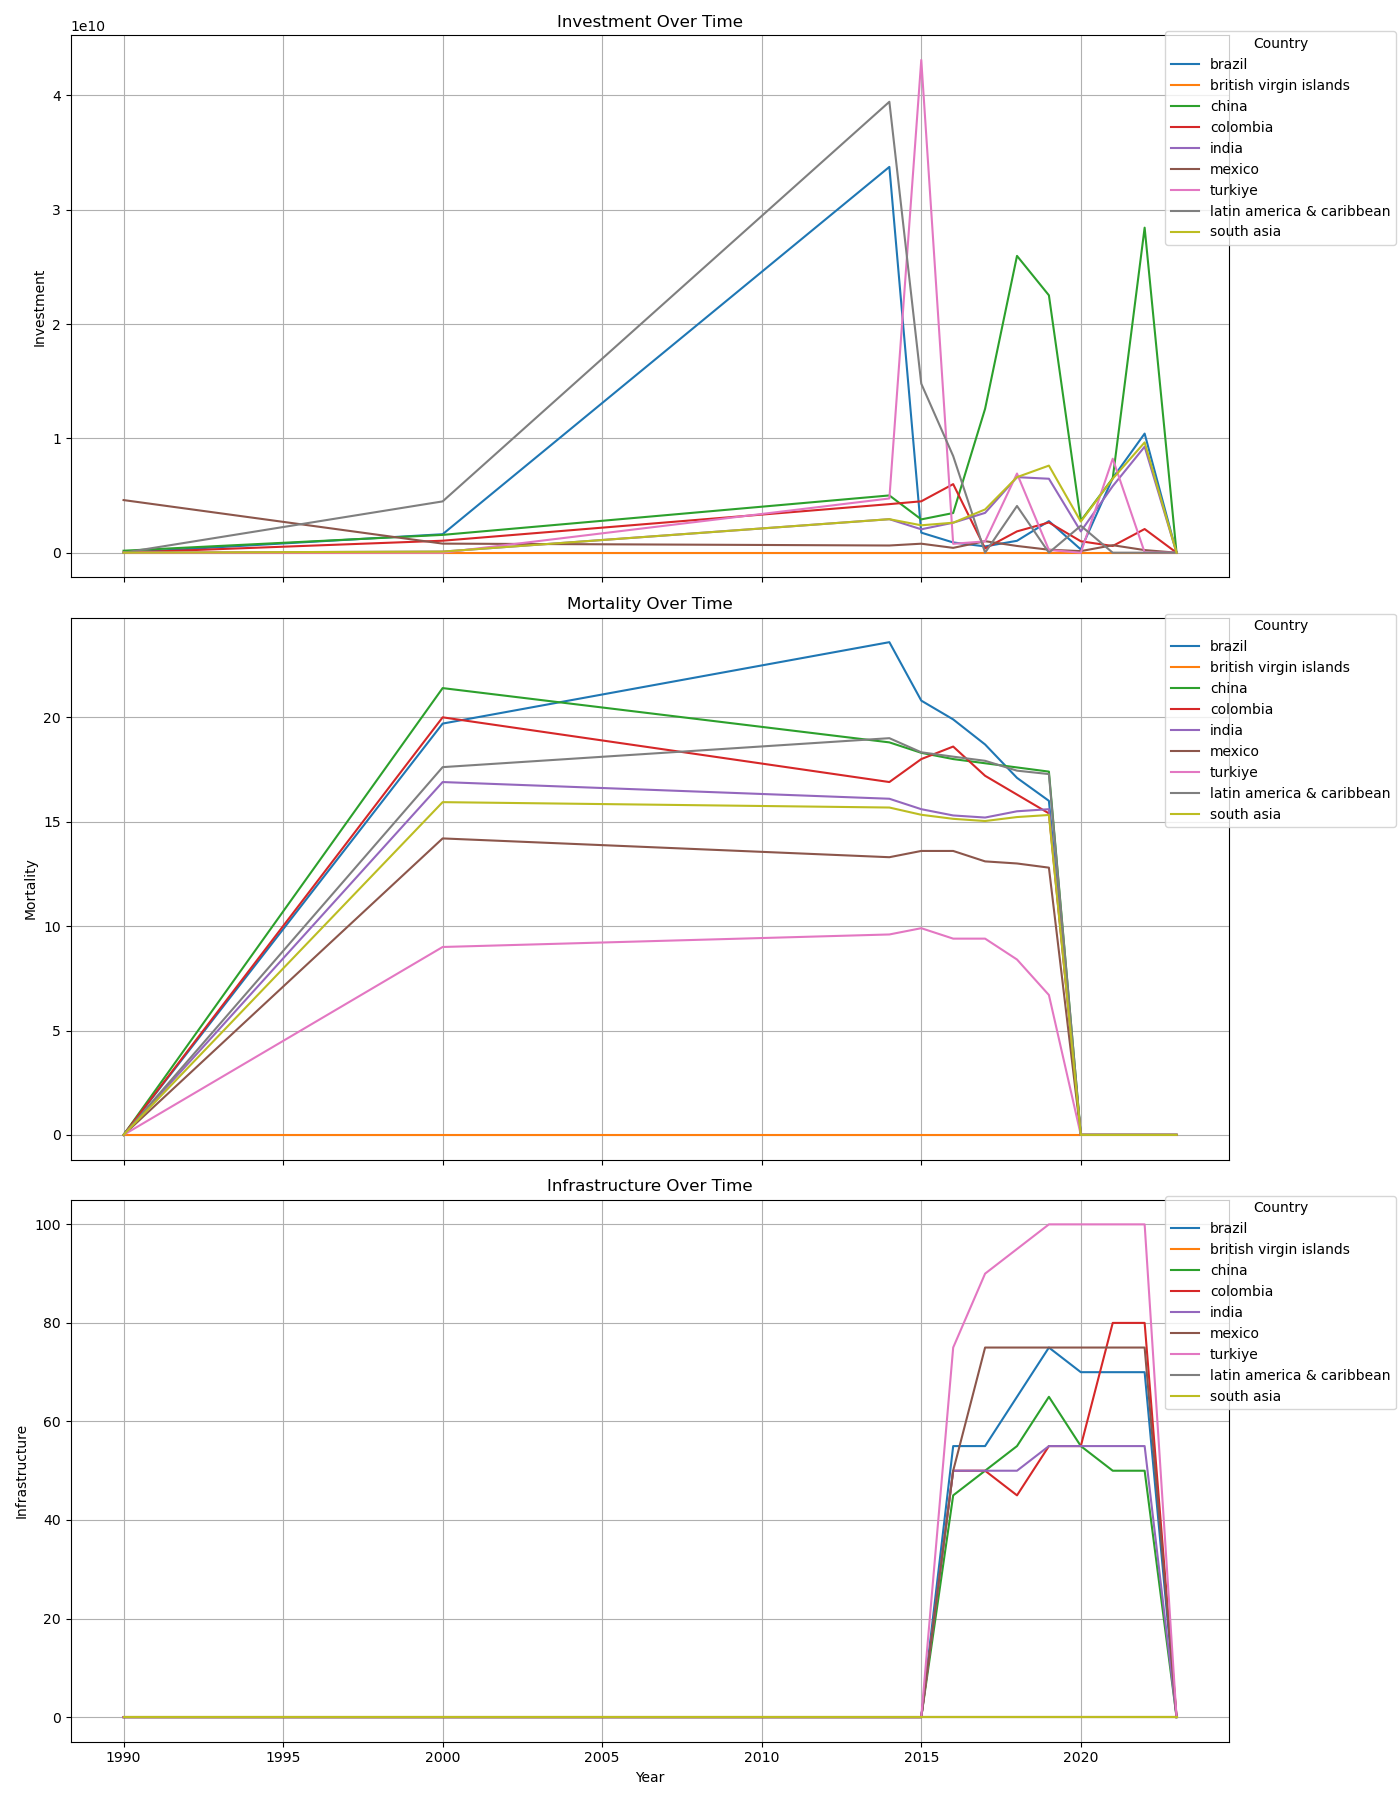 Investment Over Time
1e10
4
3
2
1
0
Investment
Country
brazil
british virgin islands
china
colombia
india
mexico
turkiye
latin america & caribbean
south asia
Mortality Over Time
20
15
10
5
0
Mortality
Country
brazil
british virgin islands
china
colombia
india
mexico
turkiye
latin america & caribbean
south asia
Infrastructure Over Time
100
80
60
40
20
0
Infrastructure
Country
brazil
british virgin islands
china
colombia
india
mexico
turkiye
latin america & caribbean
south asia
1990 1995 2000 2005 2010 2015 2020
Year